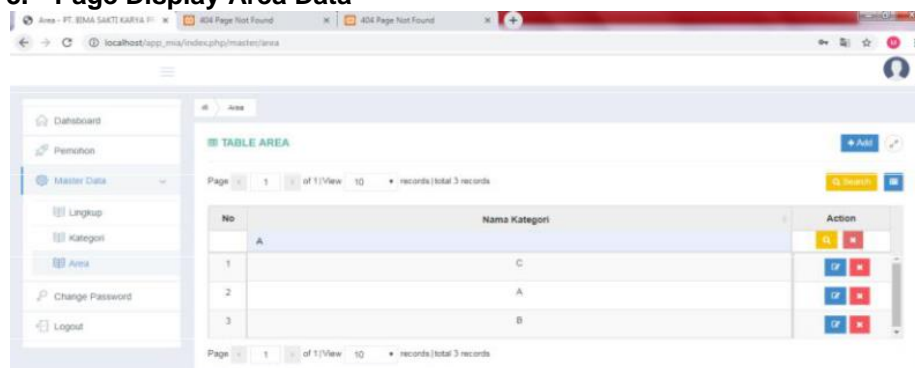 Page Display Area Data
Area - PT. BIMA SAKTI KARYA
404 Page Not Found
404 Page Not Found
localhost/app_mia/index.php/master/area
Area
Dahsboard
Pemohon
Master Data
Lingkup
Kategori
Area
Change Password
Logout
TABLE AREA
Add
Page 1 of 1 | View 10 records | total 3 records
Search
No Nama Kategori Action
A
1 C
2 A
3 B
Page 1 of 1 | View 10 records | total 3 records